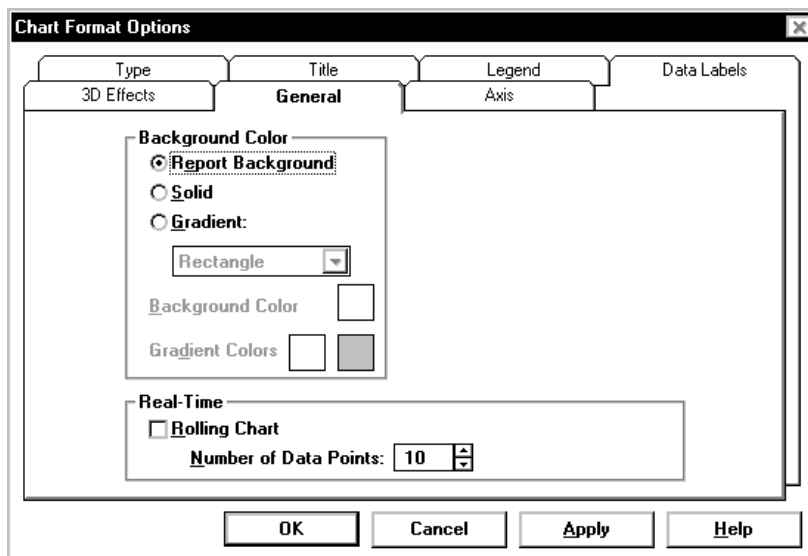 Chart Format Options
Type Title Legend Data Labels
3D Effects General Axis
Background Color
Report Background
Solid
Gradient:
Rectangle
Background Color
Gradient Colors
Real-Time
Rolling Chart
Number of Data Points: 10
OK Cancel Apply Help